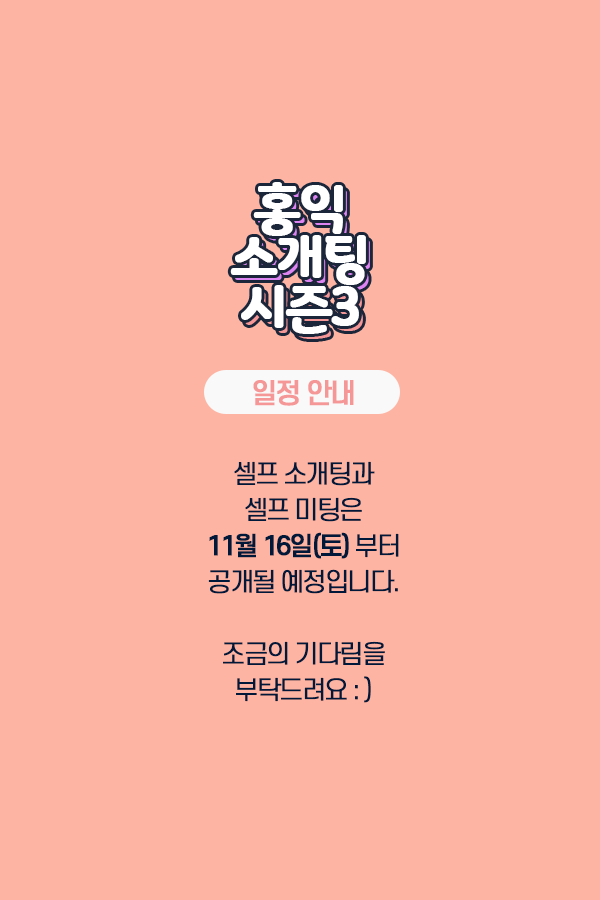 홍익
소개팅
시즌3
일정 안내
셀프 소개팅과
셀프 미팅은
11월 16일(토) 부터
공개될 예정입니다.
조금의 기다림을
부탁드려요 : )